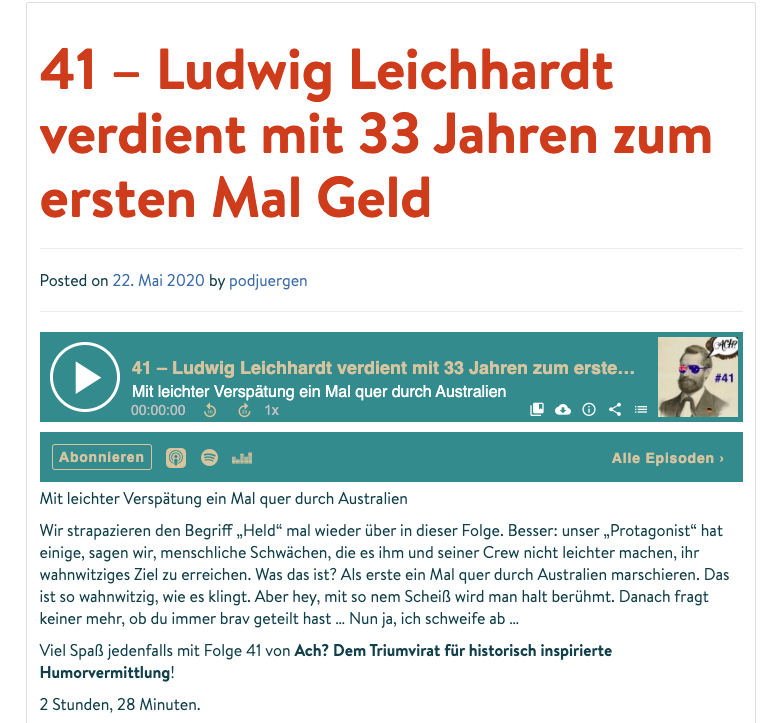 41 – Ludwig Leichhardt
verdient mit 33 Jahren zum
ersten Mal Geld
Posted on 22. Mai 2020 by podjuergen
41 – Ludwig Leichhardt verdient mit 33 Jahren zum erste...
Mit leichter Verspätung ein Mal quer durch Australien
00:00:00 1x
ACH?
#41
Abonnieren
Alle Episoden ›
Mit leichter Verspätung ein Mal quer durch Australien
Wir strapazieren den Begriff „Held“ mal wieder über in dieser Folge. Besser: unser „Protagonist“ hat
einige, sagen wir, menschliche Schwächen, die es ihm und seiner Crew nicht leichter machen, ihr
wahnwitziges Ziel zu erreichen. Was das ist? Als erste ein Mal quer durch Australien marschieren. Das
ist so wahnwitzig, wie es klingt. Aber hey, mit so nem Scheiß wird man halt berühmt. Danach fragt
keiner mehr, ob du immer brav geteilt hast … Nun ja, ich schweife ab …
Viel Spaß jedenfalls mit Folge 41 von Ach? Dem Triumvirat für historisch inspirierte
Humorvermittlung!
2 Stunden, 28 Minuten.